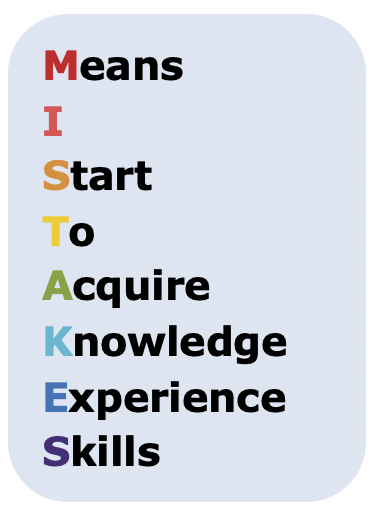 Means
I
Start
To
Acquire
Knowledge
Experience
Skills